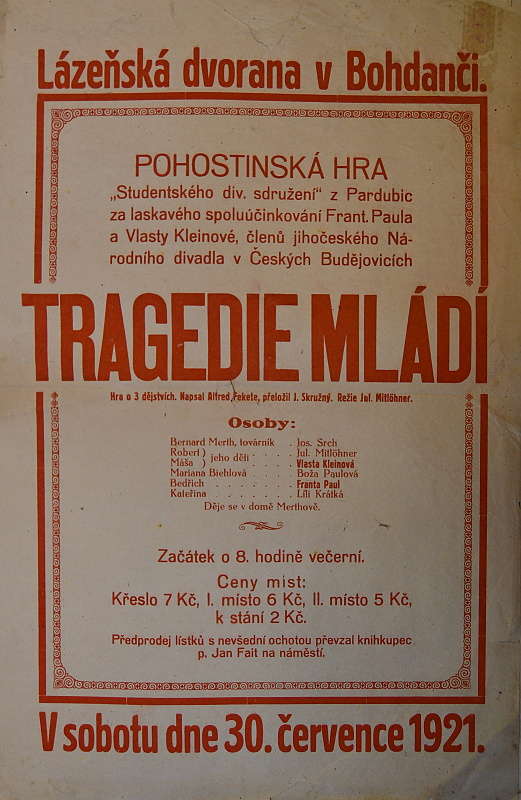 Lázeňská dvorana v Bohdanči.
POHOSTINSKÁ HRA
„Studentského div. sdružení“ z Pardubic
za laskavého spoluúčinkování Frant. Paula
a Vlasty Kleinové, členů jihočeského Ná-
rodního divadla v Českých Budějovicích
TRAGEDIE MLÁDÍ
Hra o 3 dějstvích. Napsal Alfred Fekete, přeložil J. Skružný. Režie Jul. Mitlöhner.
Osoby:
Bernard Merth, továrník . Jos. Srch
Robert ) jeho děti . . . . Jul. Mitlöhner
Máša ) Vlasta Kleinová
Mariana Biehlová . . . . Boža Paulová
Bedřich . . . . . . . Franta Paul
Kateřina . . . . . . . Lili Krátká
Děje se v domě Merthově.
Začátek o 8. hodině večerní.
Ceny mist:
Křeslo 7 Kč, I. místo 6 Kč, II. místo 5 Kč,
k stání 2 Kč.
Předprodej lístků s nevšední ochotou převzal knihkupec
p. Jan Fait na náměstí.
V sobotu dne 30. července 1921.